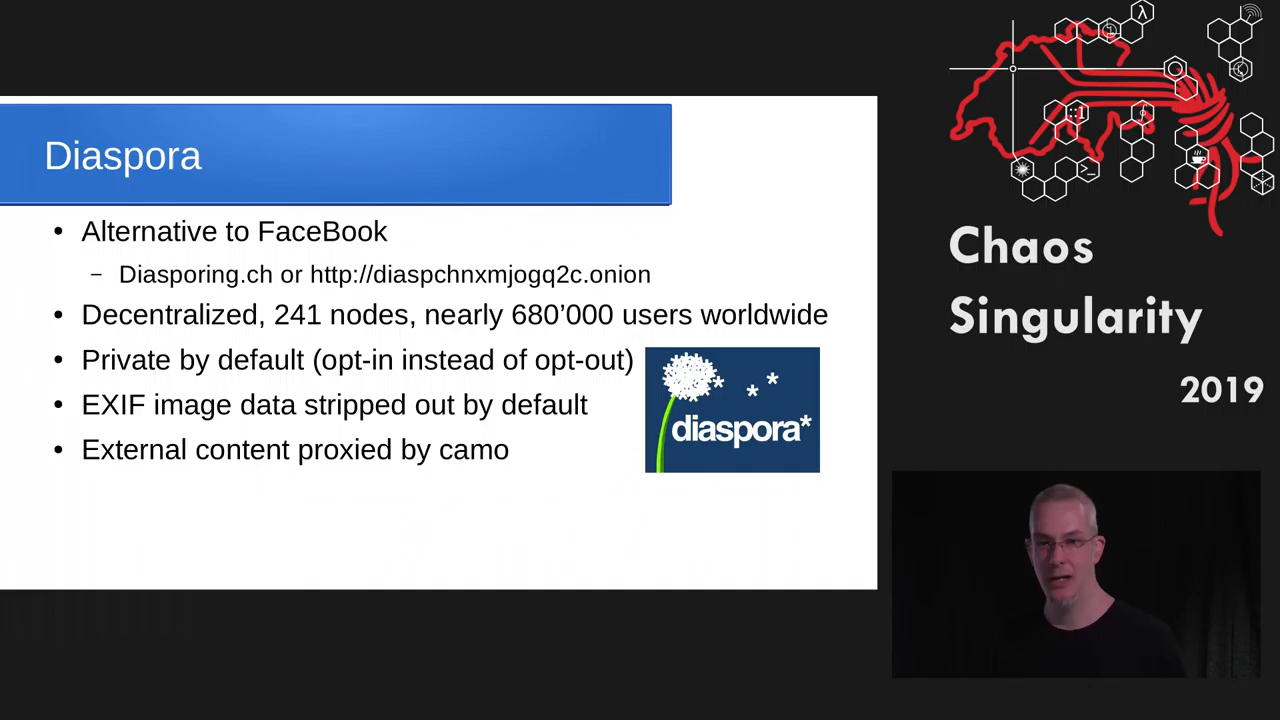 Diaspora
• Alternative to FaceBook
– Diasporing.ch or http://diaspchnxmjogq2c.onion
• Decentralized, 241 nodes, nearly 680’000 users worldwide
• Private by default (opt-in instead of opt-out)
• EXIF image data stripped out by default
• External content proxied by camo
diaspora*
λ
>_
Chaos
Singularity
2019